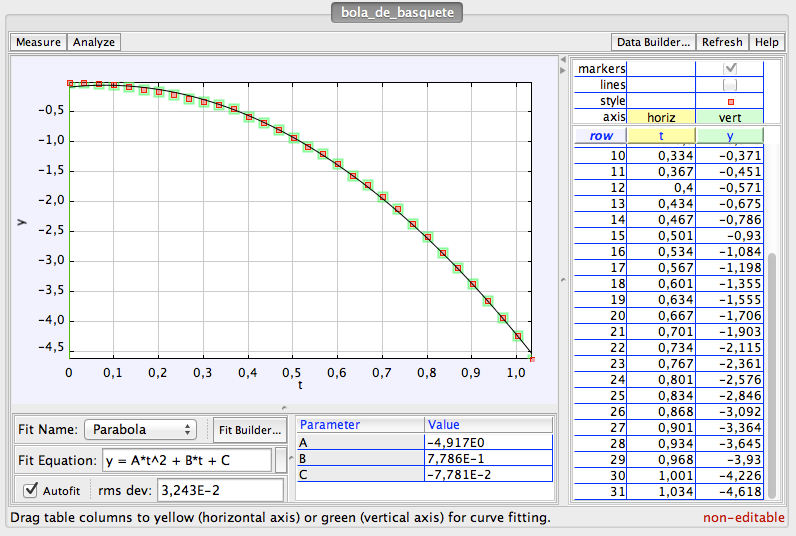 bola_de_basquete
Measure Analyze Data Builder... Refresh Help
markers
lines
style
axis horiz vert
row t y
10 0,334 -0,371
11 0,367 -0,451
12 0,4 -0,571
13 0,434 -0,675
14 0,467 -0,786
15 0,501 -0,93
16 0,534 -1,084
17 0,567 -1,198
18 0,601 -1,355
19 0,634 -1,555
20 0,667 -1,706
21 0,701 -1,903
22 0,734 -2,115
23 0,767 -2,361
24 0,801 -2,576
25 0,834 -2,846
26 0,868 -3,092
27 0,901 -3,364
28 0,934 -3,645
29 0,968 -3,93
30 1,001 -4,226
31 1,034 -4,618
-0,5
-1,0
-1,5
-2,0
-2,5
-3,0
-3,5
-4,0
-4,5
y
0 0,1 0,2 0,3 0,4 0,5 0,6 0,7 0,8 0,9 1,0
t
Fit Name: Parabola Fit Builder...
Fit Equation: y = A*t^2 + B*t + C
Autofit rms dev: 3,243E-2
Parameter Value
A -4,917E0
B 7,786E-1
C -7,781E-2
Drag table columns to yellow (horizontal axis) or green (vertical axis) for curve fitting. non-editable